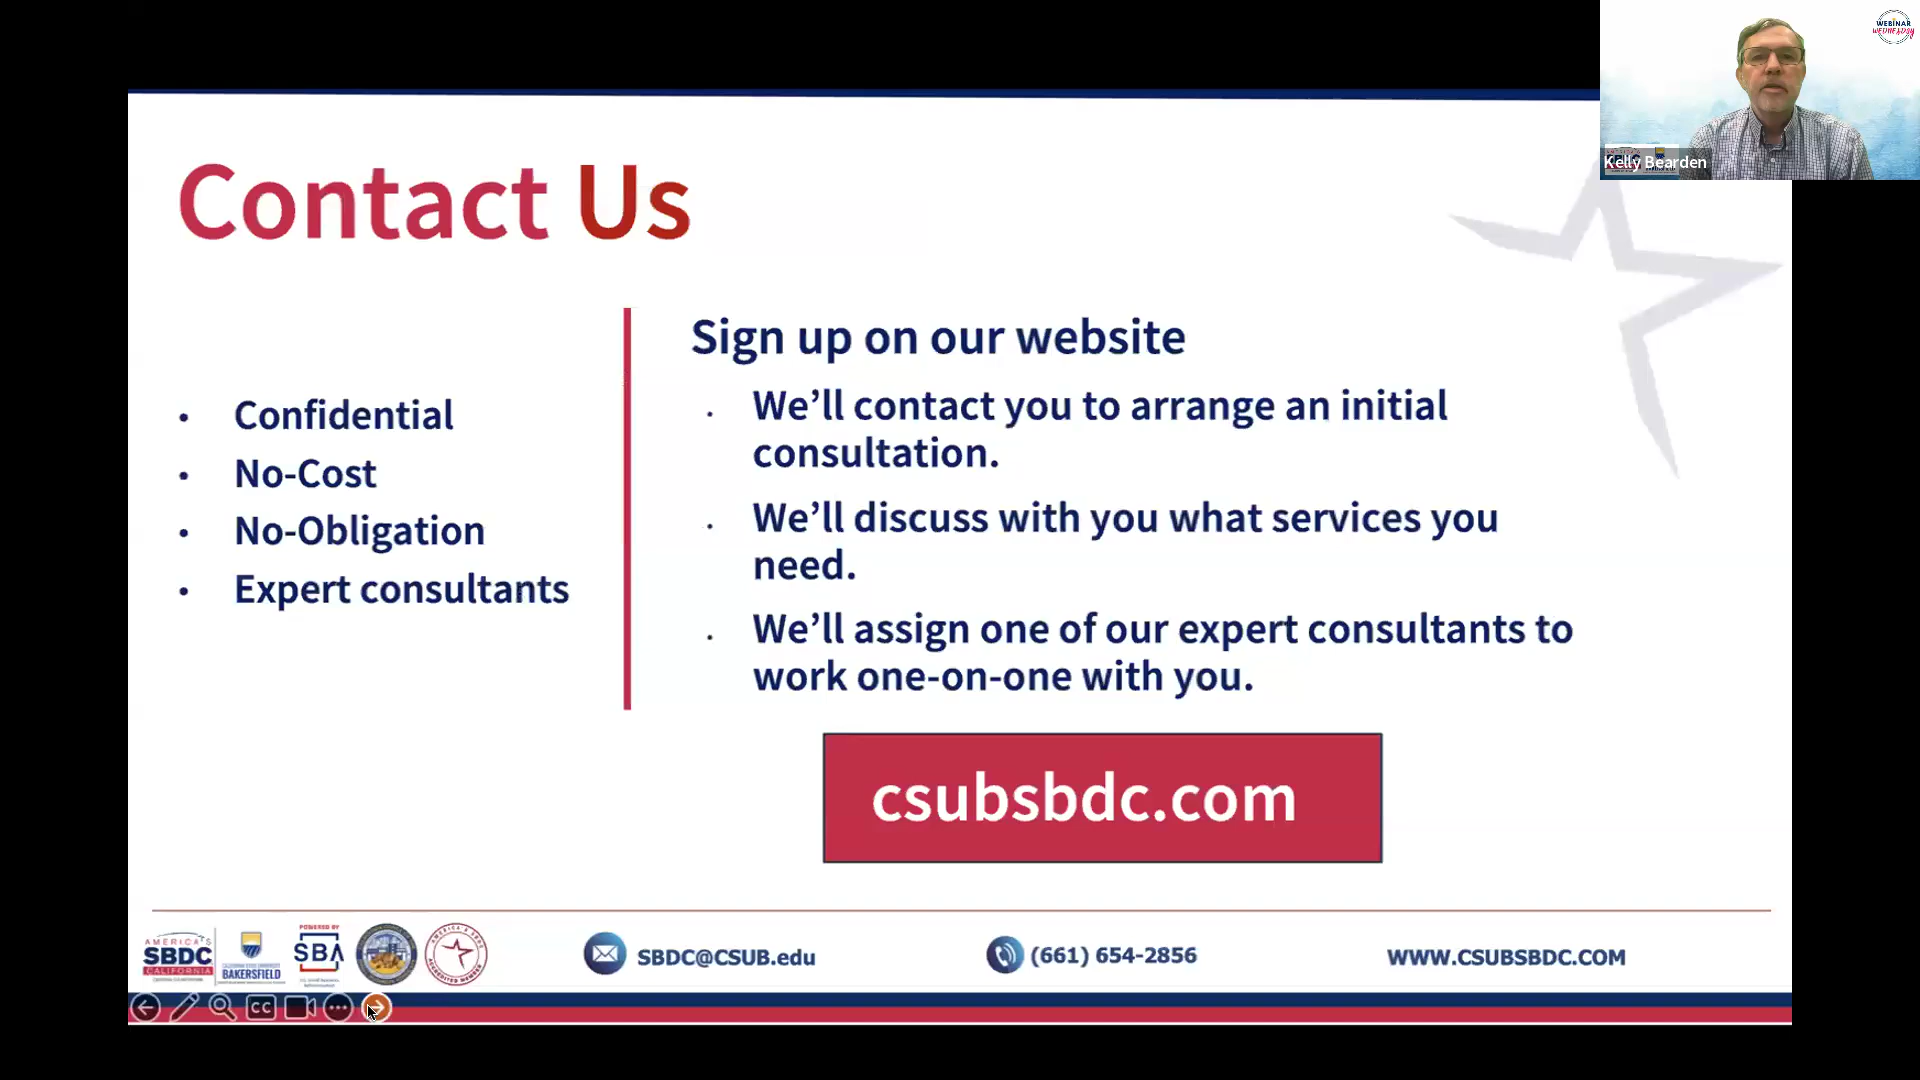 WEBINAR
WEDNESDAY
Kelly Bearden
Contact Us
• Confidential
• No-Cost
• No-Obligation
• Expert consultants
Sign up on our website
• We’ll contact you to arrange an initial
consultation.
• We’ll discuss with you what services you
need.
• We’ll assign one of our expert consultants to
work one-on-one with you.
csubsbdc.com
AMERICA'S
SBDC
CALIFORNIA
CALIFORNIA STATE UNIVERSITY
BAKERSFIELD
POWERED BY
SBA
SBDC@CSUB.edu
(661) 654-2856
WWW.CSUBSBDC.COM
CC